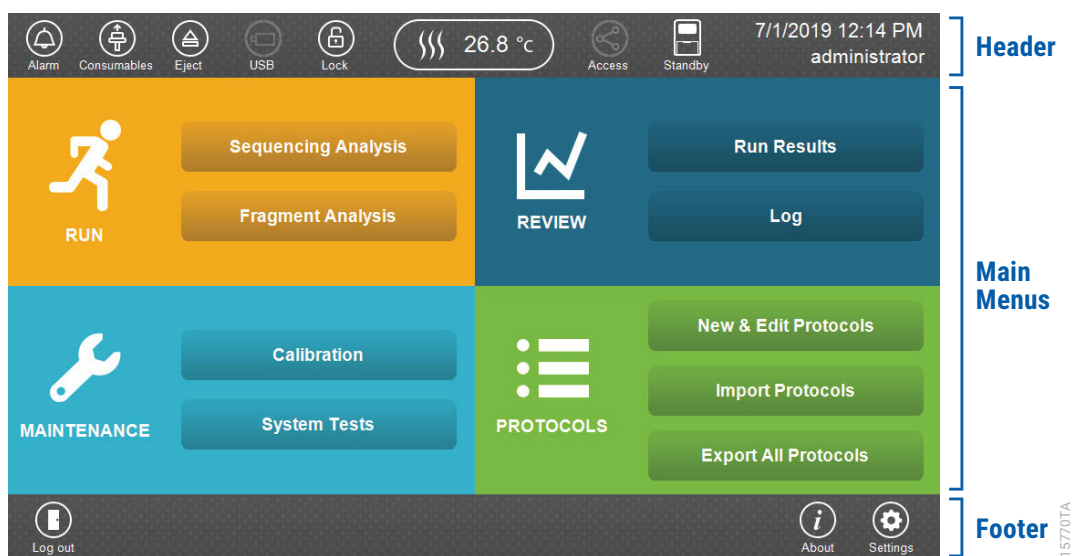 Alarm
Consumables
Eject
USB
Lock
26.8 °c
Access
Standby
7/1/2019 12:14 PM
administrator
Header
RUN
Sequencing Analysis
Fragment Analysis
REVIEW
Run Results
Log
Main
Menus
MAINTENANCE
Calibration
System Tests
PROTOCOLS
New & Edit Protocols
Import Protocols
Export All Protocols
Log out
i
About
Settings
Footer
15770TA